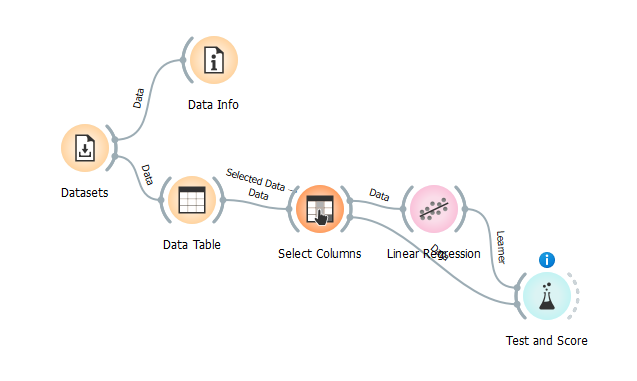 Data Info
Data
Datasets
Data
Data Table
Selected Data
Data
Select Columns
Data
Linear Regression
Data
Learner
i
Test and Score